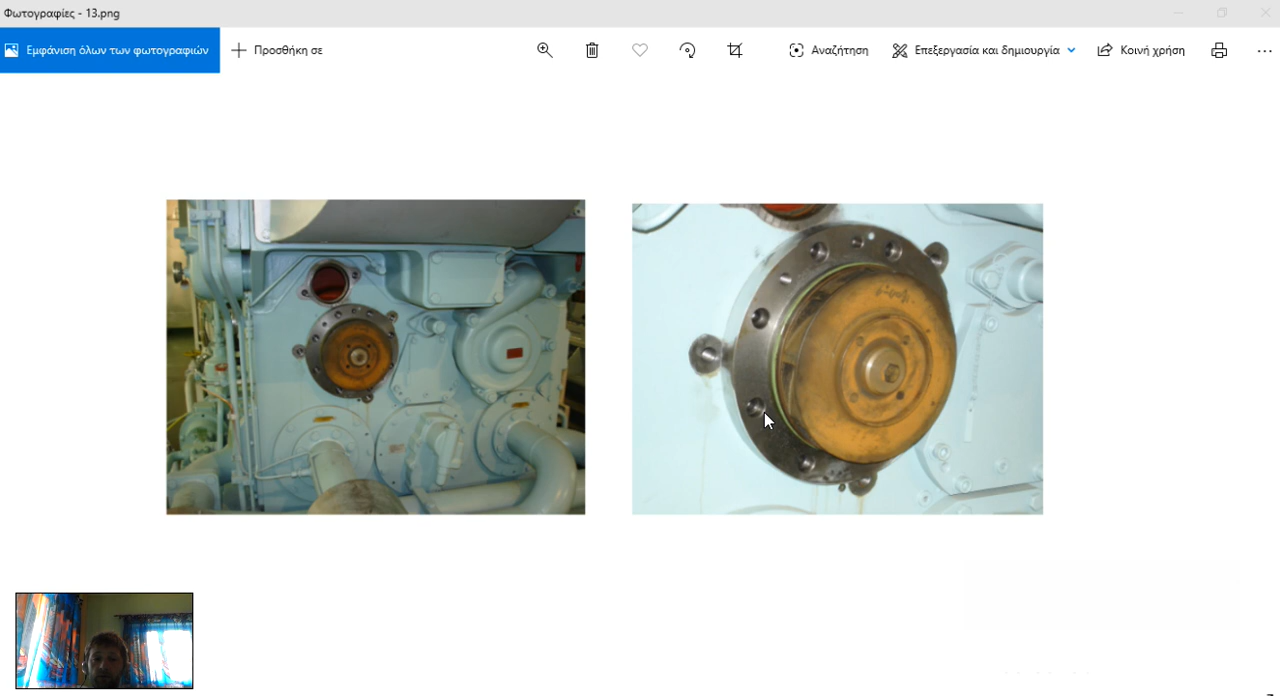 Φωτογραφίες - 13.png
Εμφάνιση όλων των φωτογραφιών
Προσθήκη σε
Αναζήτηση
Επεξεργασία και δημιουργία
Κοινή χρήση